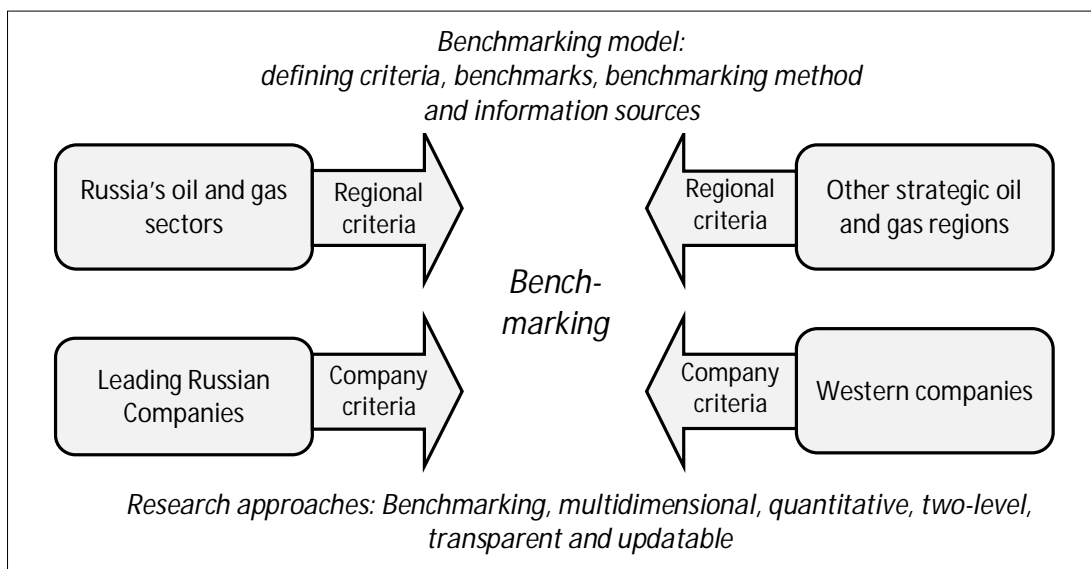 Benchmarking model:
defining criteria, benchmarks, benchmarking method
and information sources
Russia's oil and gas
sectors
Regional
criteria
Regional
criteria
Other strategic oil
and gas regions
Bench-
marking
Leading Russian
Companies
Company
criteria
Company
criteria
Western companies
Research approaches: Benchmarking, multidimensional, quantitative, two-level,
transparent and updatable